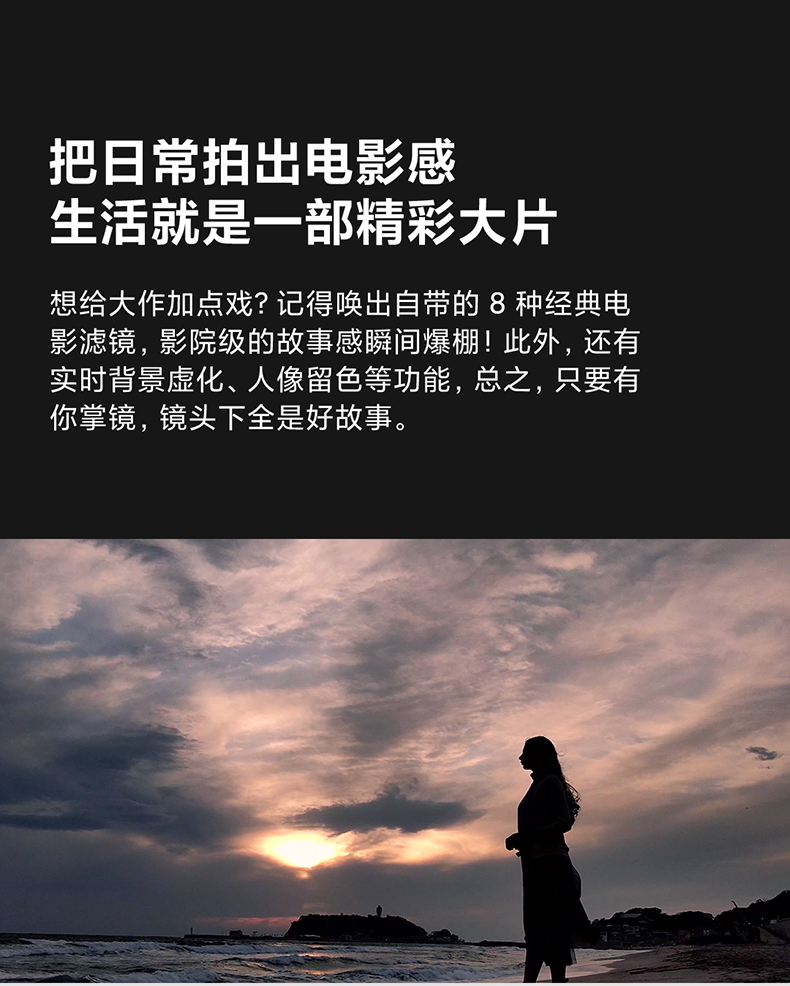 把日常拍出电影感
生活就是一部精彩大片
想给大作加点戏？记得唤出自带的 8 种经典电
影滤镜，影院级的故事感瞬间爆棚！此外，还有
实时背景虚化、人像留色等功能，总之，只要有
你掌镜，镜头下全是好故事。